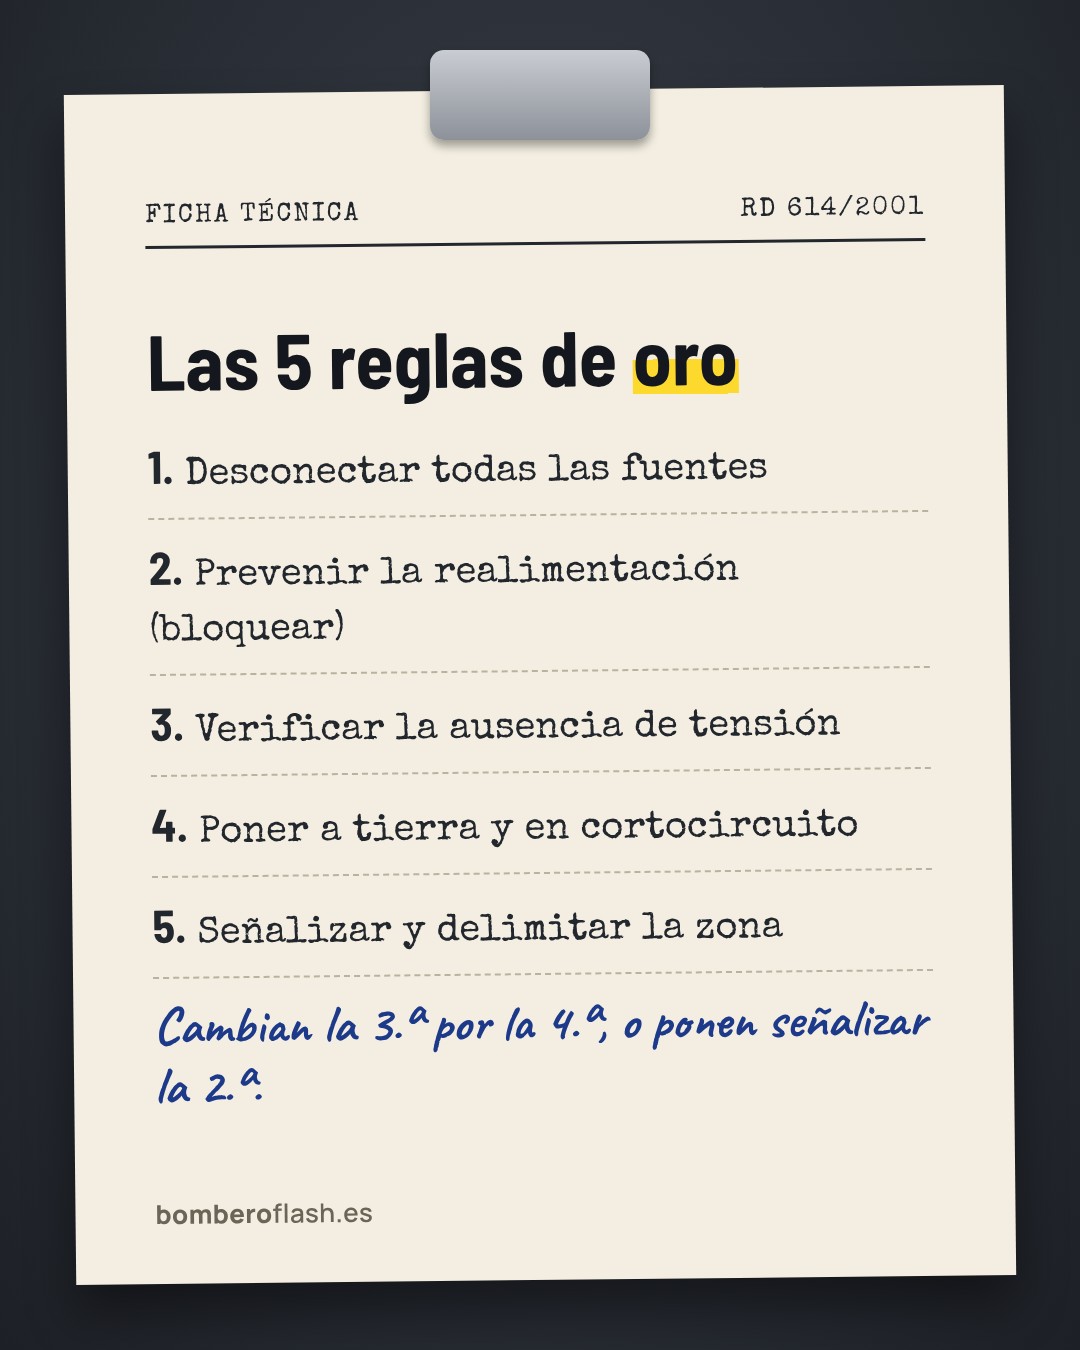 FICHA TÉCNICA
RD 614/2001
Las 5 reglas de oro
1. Desconectar todas las fuentes
2. Prevenir la realimentación
(bloquear)
3. Verificar la ausencia de tensión
4. Poner a tierra y en cortocircuito
5. Señalizar y delimitar la zona
Cambian la 3.ª por la 4.ª, o ponen señalizar
la 2.ª.
bomberoflash.es